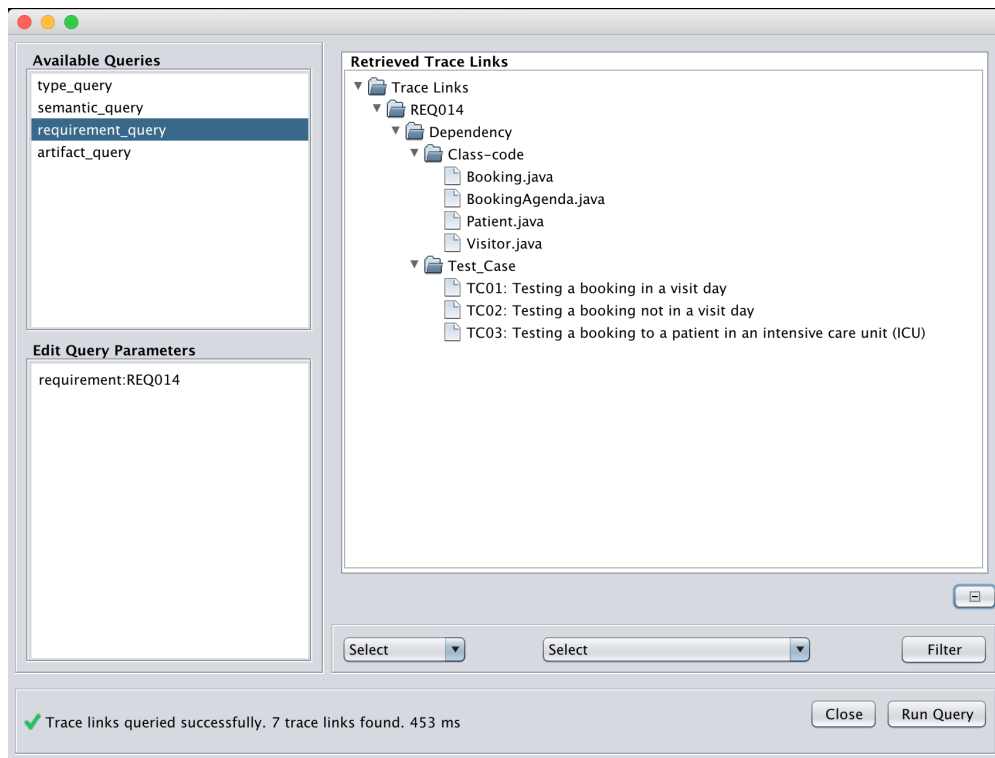 Available Queries
type_query
semantic_query
requirement_query
artifact_query
Edit Query Parameters
requirement:REQ014
Retrieved Trace Links
Trace Links
REQ014
Dependency
Class-code
Booking.java
BookingAgenda.java
Patient.java
Visitor.java
Test_Case
TC01: Testing a booking in a visit day
TC02: Testing a booking not in a visit day
TC03: Testing a booking to a patient in an intensive care unit (ICU)
Select
Select
Filter
Trace links queried successfully. 7 trace links found. 453 ms
Close
Run Query